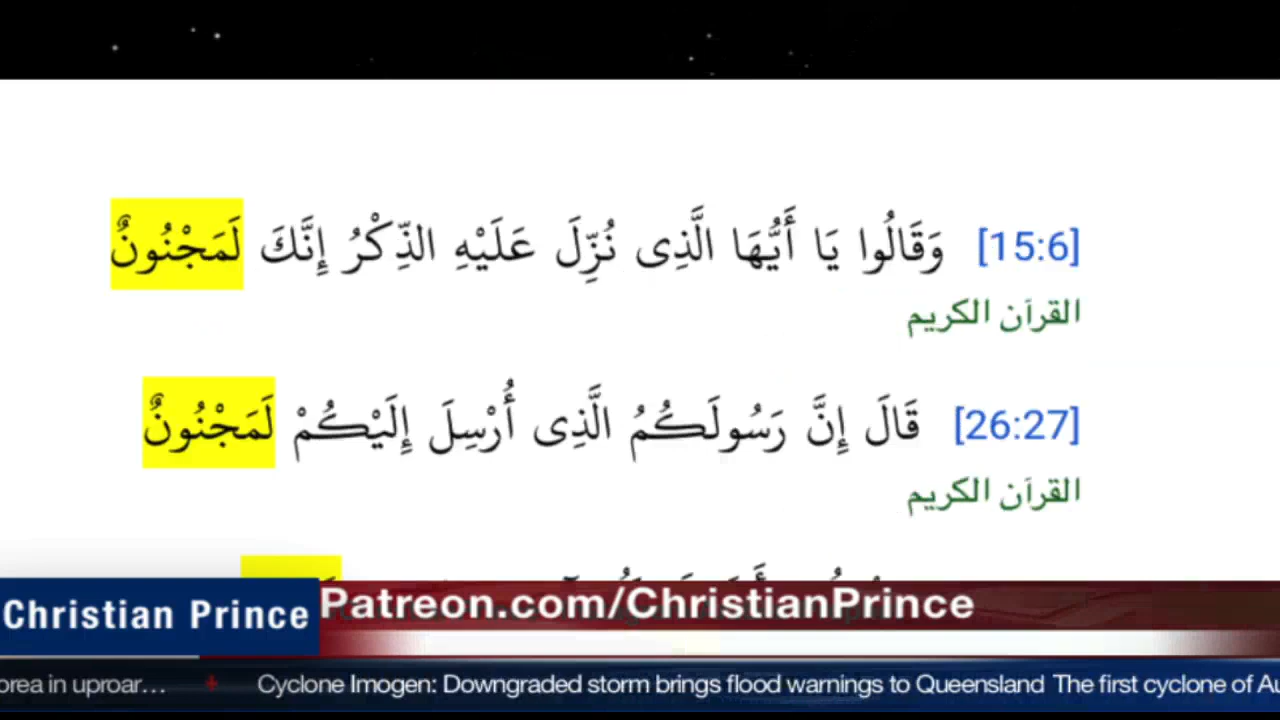 [15:6] وَقَالُوا يَا أَيُّهَا الَّذِى نُزِّلَ عَلَيْهِ الذِّكْرُ إِنَّكَ لَمَجْنُونٌ
القرآن الكريم
[26:27] قَالَ إِنَّ رَسُولَكُمُ الَّذِى أُرْسِلَ إِلَيْكُمْ لَمَجْنُونٌ
القرآن الكريم
Christian Prince
Patreon.com/ChristianPrince
orea in uproar… + Cyclone Imogen: Downgraded storm brings flood warnings to Queensland The first cyclone of Au